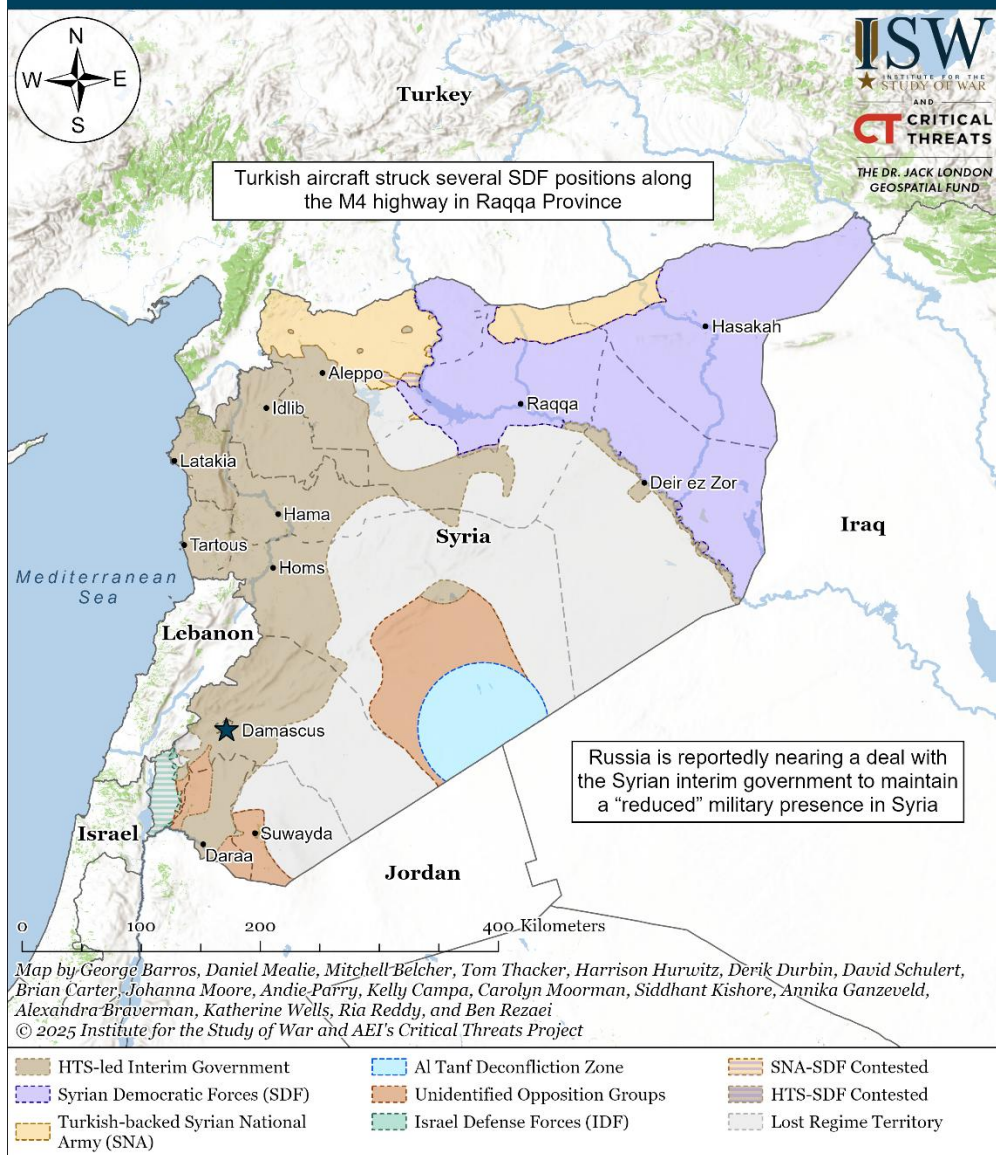 N
W
E
S
ISW
INSTITUTE FOR THE
STUDY OF WAR
AND
CT CRITICAL
THREATS
THE DR. JACK LONDON
GEOSPATIAL FUND
Turkey
Turkish aircraft struck several SDF positions along
the M4 highway in Raqqa Province
Hasakah
Aleppo
Idlib
Raqqa
Latakia
Deir ez Zor
Hama
Syria
Iraq
Tartous
Homs
Mediterranean
Sea
Lebanon
Damascus
Russia is reportedly nearing a deal with
the Syrian interim government to maintain
a “reduced” military presence in Syria
Israel
Suwayda
Daraa
Jordan
0 100 200 400 Kilometers
Map by George Barros, Daniel Mealie, Mitchell Belcher, Tom Thacker, Harrison Hurwitz, Derik Durbin, David Schulert,
Brian Carter, Johanna Moore, Andie Parry, Kelly Campa, Carolyn Moorman, Siddhant Kishore, Annika Ganzeveld,
Alexandra Braverman, Katherine Wells, Ria Reddy, and Ben Rezaei
© 2025 Institute for the Study of War and AEI's Critical Threats Project
HTS-led Interim Government
Syrian Democratic Forces (SDF)
Turkish-backed Syrian National
Army (SNA)
Al Tanf Deconfliction Zone
Unidentified Opposition Groups
Israel Defense Forces (IDF)
SNA-SDF Contested
HTS-SDF Contested
Lost Regime Territory